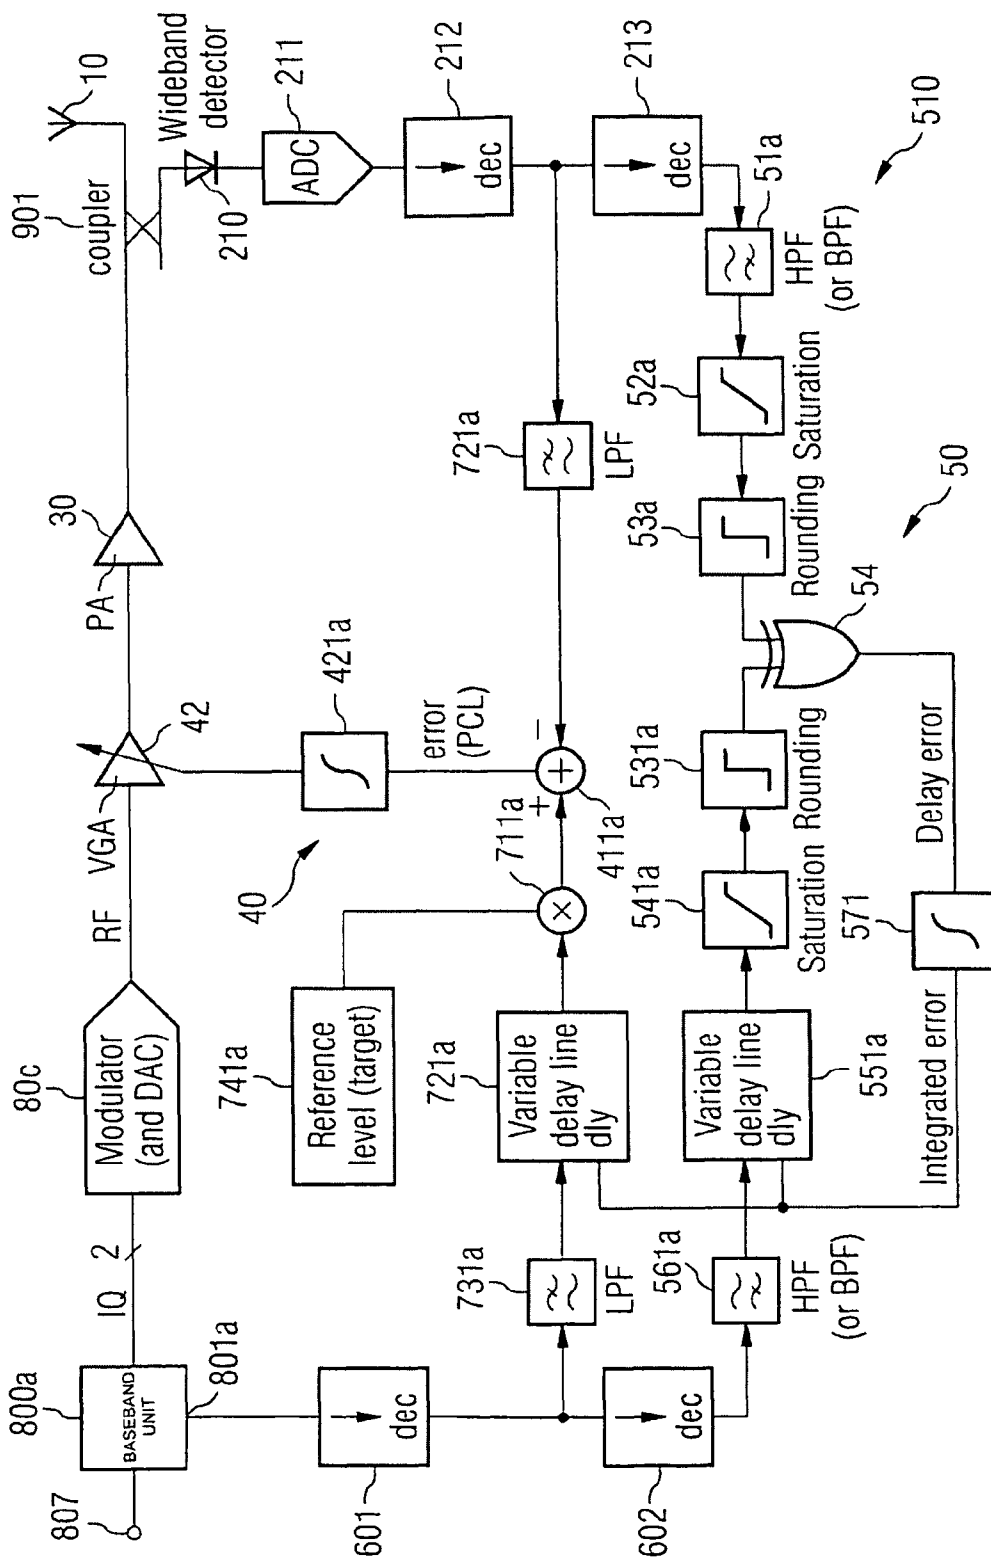 901
coupler
10
Wideband
detector
210
211
ADC
212
dec
213
dec
51a
HPF
(or BPF)
510
52a
Saturation
53a
Rounding
50
54
30
PA
VGA
42
RF
421a
40
error
(PCL)
721a
LPF
−
+
+
411a
711a
×
741a
Reference
level (target)
80c
Modulator
(and DAC)
2
IQ
800a
BASEBAND
UNIT
801a
807
601
dec
602
dec
731a
LPF
561a
HPF
(or BPF)
721a
Variable
delay line
dly
Variable
delay line
dly
551a
541a
Saturation
531a
Rounding
Delay error
571
Integrated error